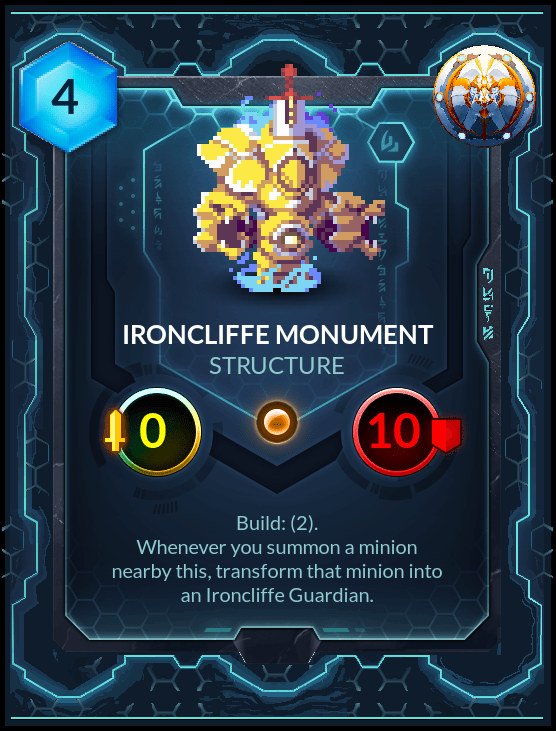 4
IRONCLIFFE MONUMENT
STRUCTURE
0
10
Build: (2).
Whenever you summon a minion
nearby this, transform that minion into
an Ironcliffe Guardian.